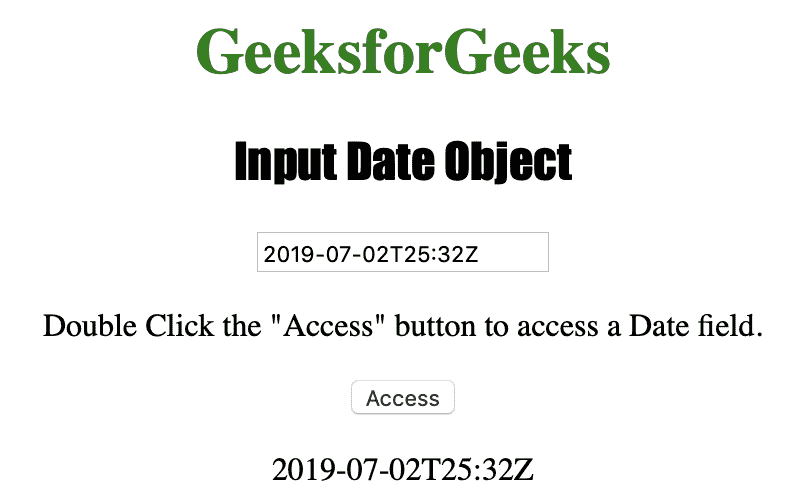 GeeksforGeeks
Input Date Object
2019-07-02T25:32Z
Double Click the "Access" button to access a Date field.
Access
2019-07-02T25:32Z